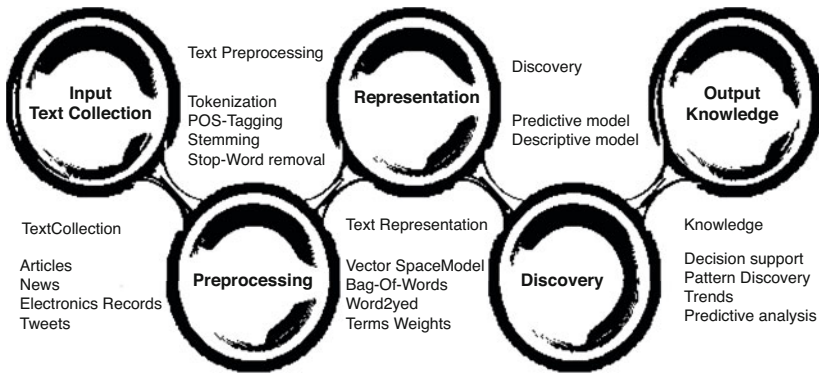 Input
Text Collection
TextCollection
Articles
News
Electronics Records
Tweets
Text Preprocessing
Tokenization
POS-Tagging
Stemming
Stop-Word removal
Preprocessing
Representation
Text Representation
Vector SpaceModel
Bag-Of-Words
Word2yed
Terms Weights
Discovery
Predictive model
Descriptive model
Discovery
Output
Knowledge
Knowledge
Decision support
Pattern Discovery
Trends
Predictive analysis